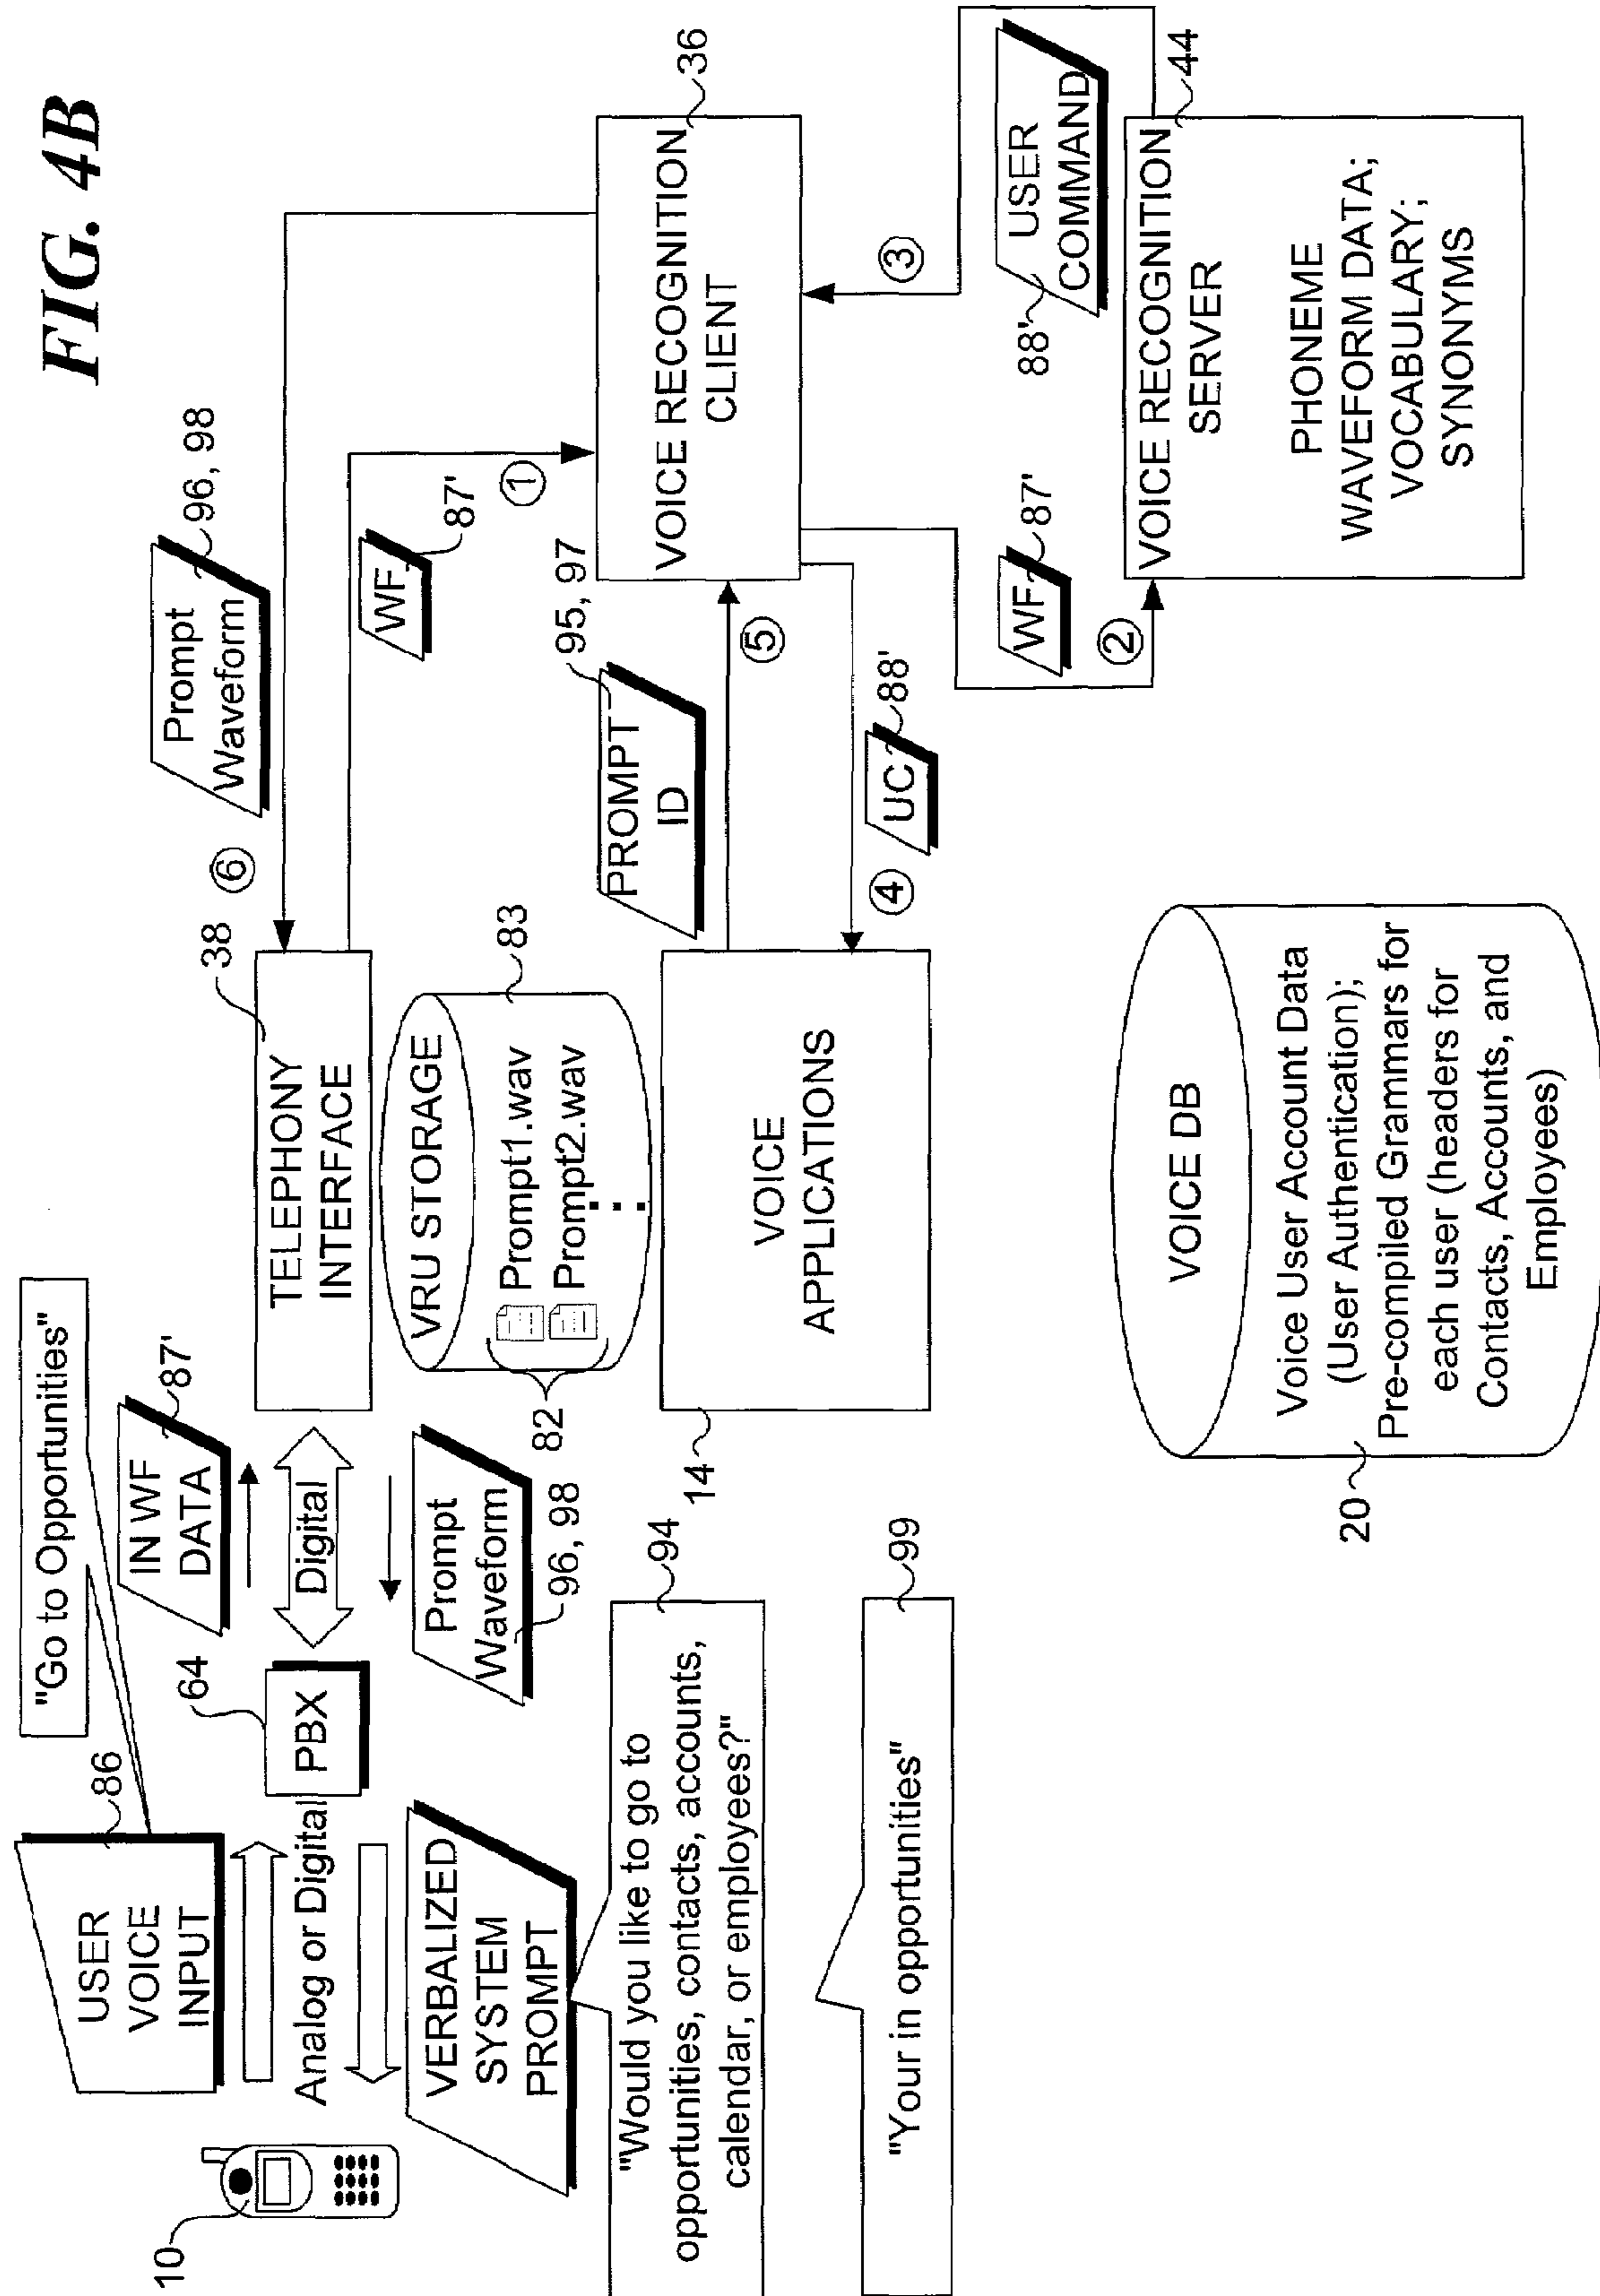 FIG. 4B
"Go to Opportunities"
USER
VOICE
INPUT
86
IN WF
DATA
87'
64
PBX
Digital
Analog or Digital
10
VERBALIZED
SYSTEM
PROMPT
Prompt
Waveform
96, 98
"Would you like to go to
opportunities, contacts, accounts,
calendar, or employees?"
94
"Your in opportunities"
99
TELEPHONY
INTERFACE
38
VRU STORAGE
83
Prompt1.wav
Prompt2.wav
82
VOICE
APPLICATIONS
14
6
Prompt
Waveform
96, 98
WF
87'
1
PROMPT
ID
95, 97
5
4
UC
88'
VOICE RECOGNITION
CLIENT
36
3
USER
COMMAND
88'
WF
87'
2
VOICE RECOGNITION
SERVER
44
PHONEME
WAVEFORM DATA;
VOCABULARY;
SYNONYMS
VOICE DB
Voice User Account Data
(User Authentication);
Pre-compiled Grammars for
each user (headers for
Contacts, Accounts, and
Employees)
20